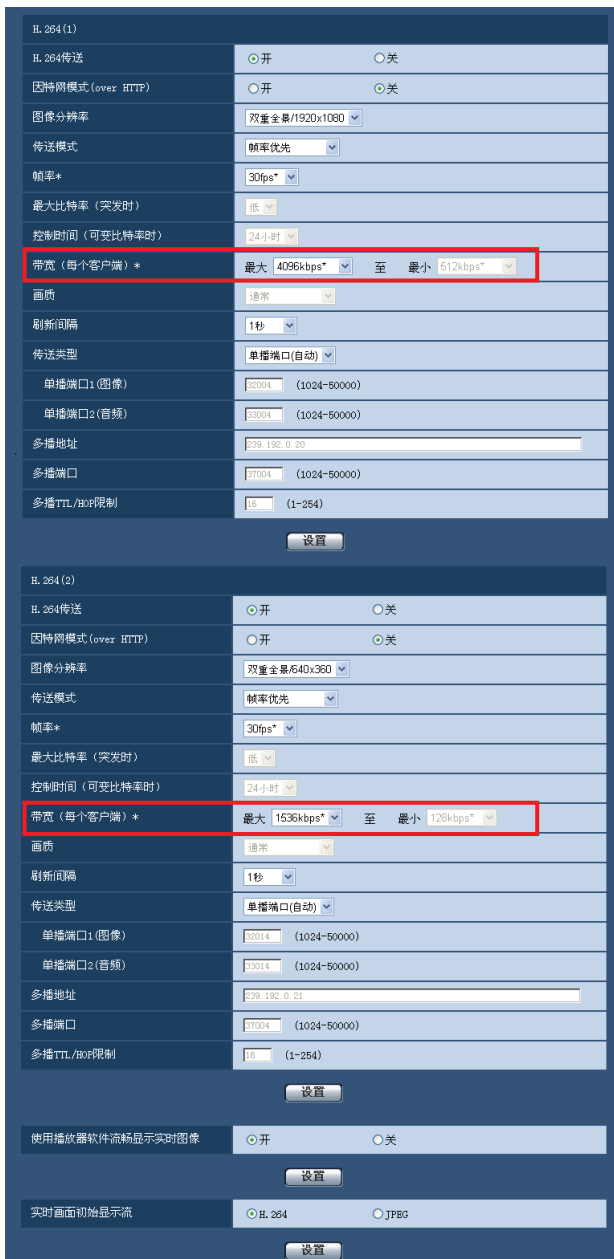 H.264(1)
H.264传送 开 关
因特网模式(over HTTP) 开 关
图像分辨率 双重全景/1920x1080
传送模式 帧率优先
帧率* 30fps*
最大比特率（突发时） 低
控制时间（可变比特率时） 24小时
带宽（每个客户端）* 最大 4096kbps* 至 最小 512kbps*
画质 通常
刷新间隔 1秒
传送类型 单播端口(自动)
单播端口1(图像) 32004 (1024-50000)
单播端口2(音频) 33004 (1024-50000)
多播地址 239.192.0.20
多播端口 37004 (1024-50000)
多播TTL/HOP限制 16 (1-254)
设置
H.264(2)
H.264传送 开 关
因特网模式(over HTTP) 开 关
图像分辨率 双重全景/640x360
传送模式 帧率优先
帧率* 30fps*
最大比特率（突发时） 低
控制时间（可变比特率时） 24小时
带宽（每个客户端）* 最大 1536kbps* 至 最小 128kbps*
画质 通常
刷新间隔 1秒
传送类型 单播端口(自动)
单播端口1(图像) 32014 (1024-50000)
单播端口2(音频) 33014 (1024-50000)
多播地址 239.192.0.21
多播端口 37004 (1024-50000)
多播TTL/HOP限制 16 (1-254)
设置
使用播放器软件流畅显示实时图像 开 关
设置
实时画面初始显示流 H.264 JPEG
设置